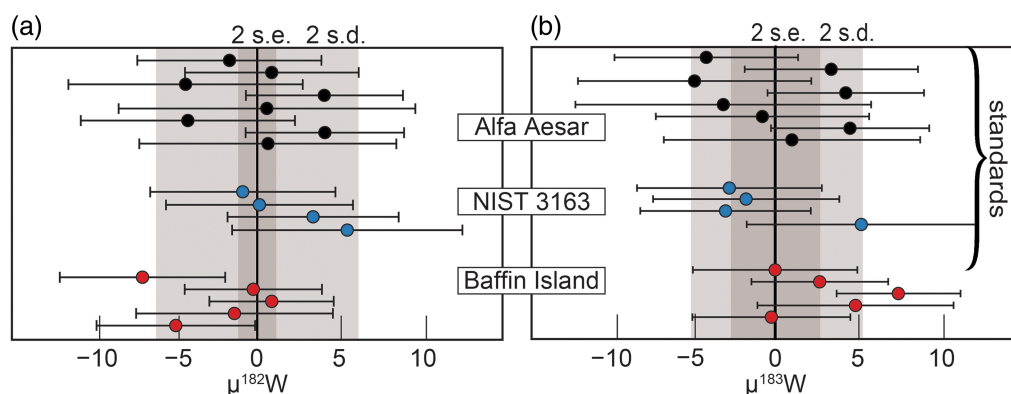 (a)
2 s.e. 2 s.d.
(b)
2 s.e. 2 s.d.
Alfa Aesar
NIST 3163
Baffin Island
standards
−10 −5 0 5 10
μ¹⁸²W
−10 −5 0 5 10
μ¹⁸³W